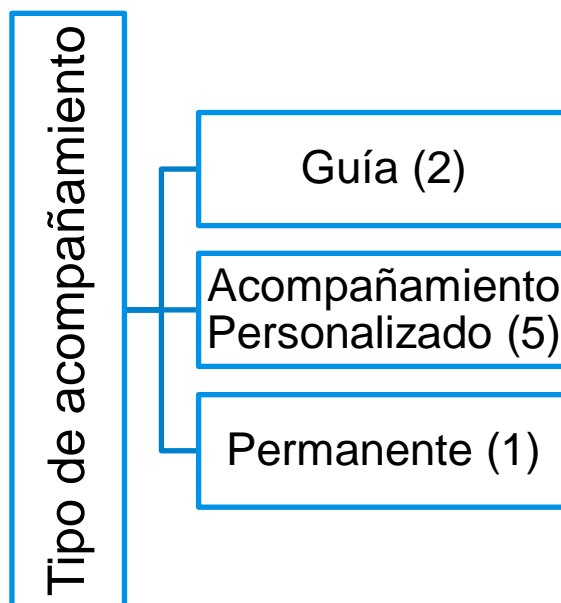 Tipo de acompañamiento
Guía (2)
Acompañamiento
Personalizado (5)
Permanente (1)